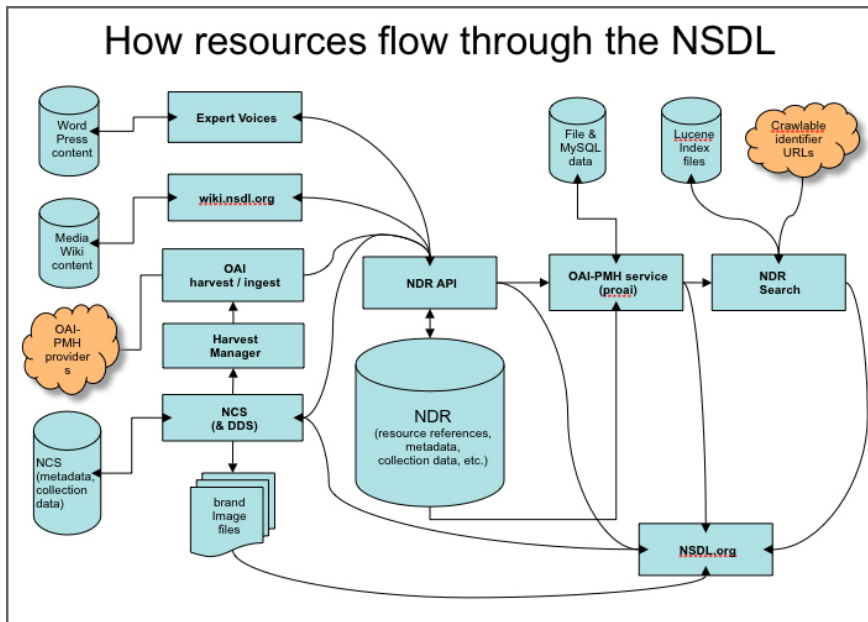 How resources flow through the NSDL
Word
Press
content
Expert Voices
File &
MySQL
data
Lucene
Index
files
Crawlable
identifier
URLs
Media
Wiki
content
wiki.nsdl.org
OAI
harvest / ingest
NDR API
OAI-PMH service
(proai)
NDR
Search
OAI-
PMH
provider
s
Harvest
Manager
NCS
(& DDS)
NDR
(resource references,
metadata,
collection data, etc.)
NCS
(metadata,
collection
data)
brand
Image
files
NSDL.org